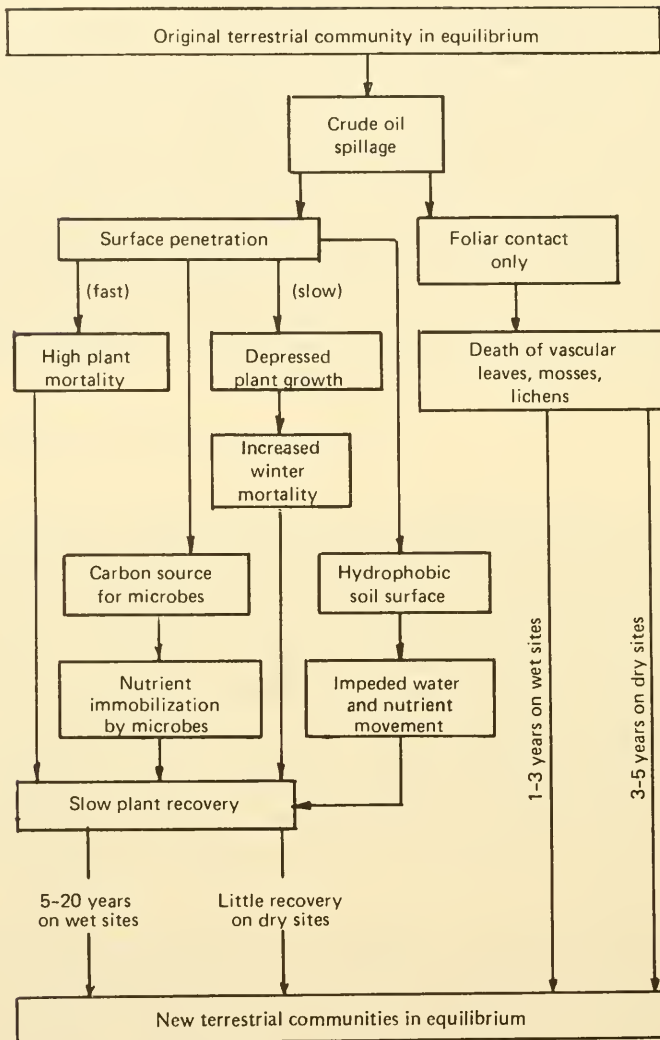 Original terrestrial community in equilibrium
Crude oil
spillage
Surface penetration
Foliar contact
only
(fast)
(slow)
High plant
mortality
Depressed
plant growth
Death of vascular
leaves, mosses,
lichens
Increased
winter
mortality
Carbon source
for microbes
Hydrophobic
soil surface
Nutrient
immobilization
by microbes
Impeded water
and nutrient
movement
1-3 years on wet sites
3-5 years on dry sites
Slow plant recovery
5-20 years
on wet sites
Little recovery
on dry sites
New terrestrial communities in equilibrium